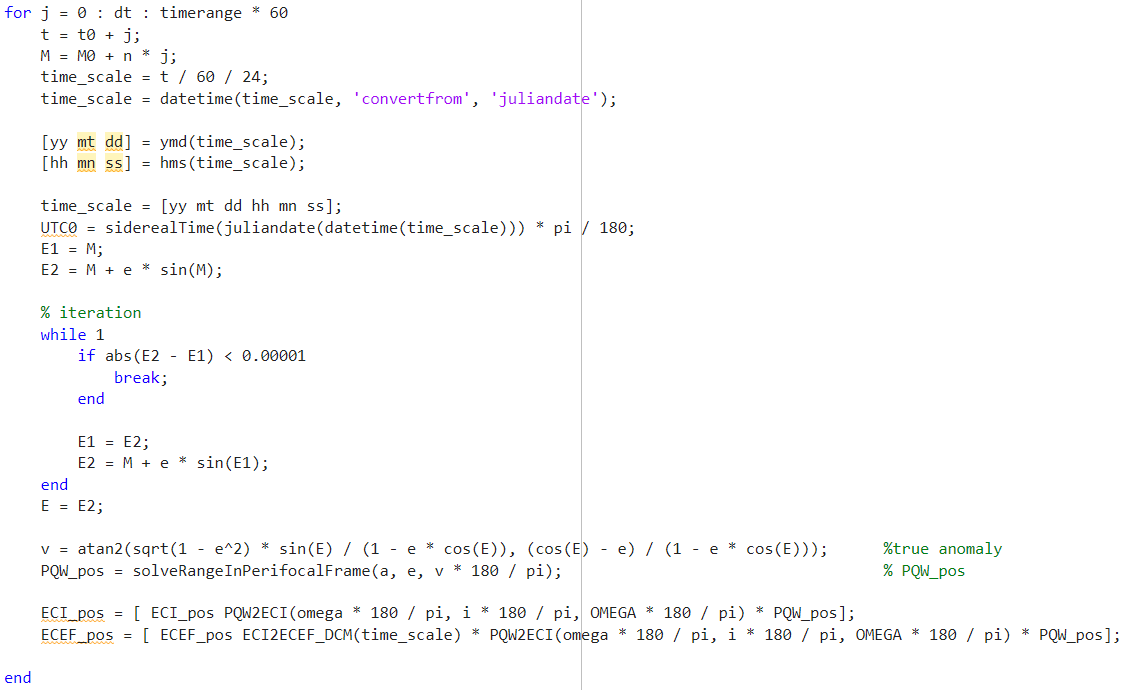 for j = 0 : dt : timerange * 60
    t = t0 + j;
    M = M0 + n * j;
    time_scale = t / 60 / 24;
    time_scale = datetime(time_scale, 'convertfrom', 'juliandate');

    [yy mt dd] = ymd(time_scale);
    [hh mn ss] = hms(time_scale);

    time_scale = [yy mt dd hh mn ss];
    UTC0 = siderealTime(juliandate(datetime(time_scale))) * pi / 180;
    E1 = M;
    E2 = M + e * sin(M);

    % iteration
    while 1
        if abs(E2 - E1) < 0.00001
            break;
        end

        E1 = E2;
        E2 = M + e * sin(E1);
    end
    E = E2;

    v = atan2(sqrt(1 - e^2) * sin(E) / (1 - e * cos(E)), (cos(E) - e) / (1 - e * cos(E)));      %true anomaly
    PQW_pos = solveRangeInPerifocalFrame(a, e, v * 180 / pi);                                   % PQW_pos

    ECI_pos = [ ECI_pos PQW2ECI(omega * 180 / pi, i * 180 / pi, OMEGA * 180 / pi) * PQW_pos];
    ECEF_pos = [ ECEF_pos ECI2ECEF_DCM(time_scale) * PQW2ECI(omega * 180 / pi, i * 180 / pi, OMEGA * 180 / pi) * PQW_pos];

end